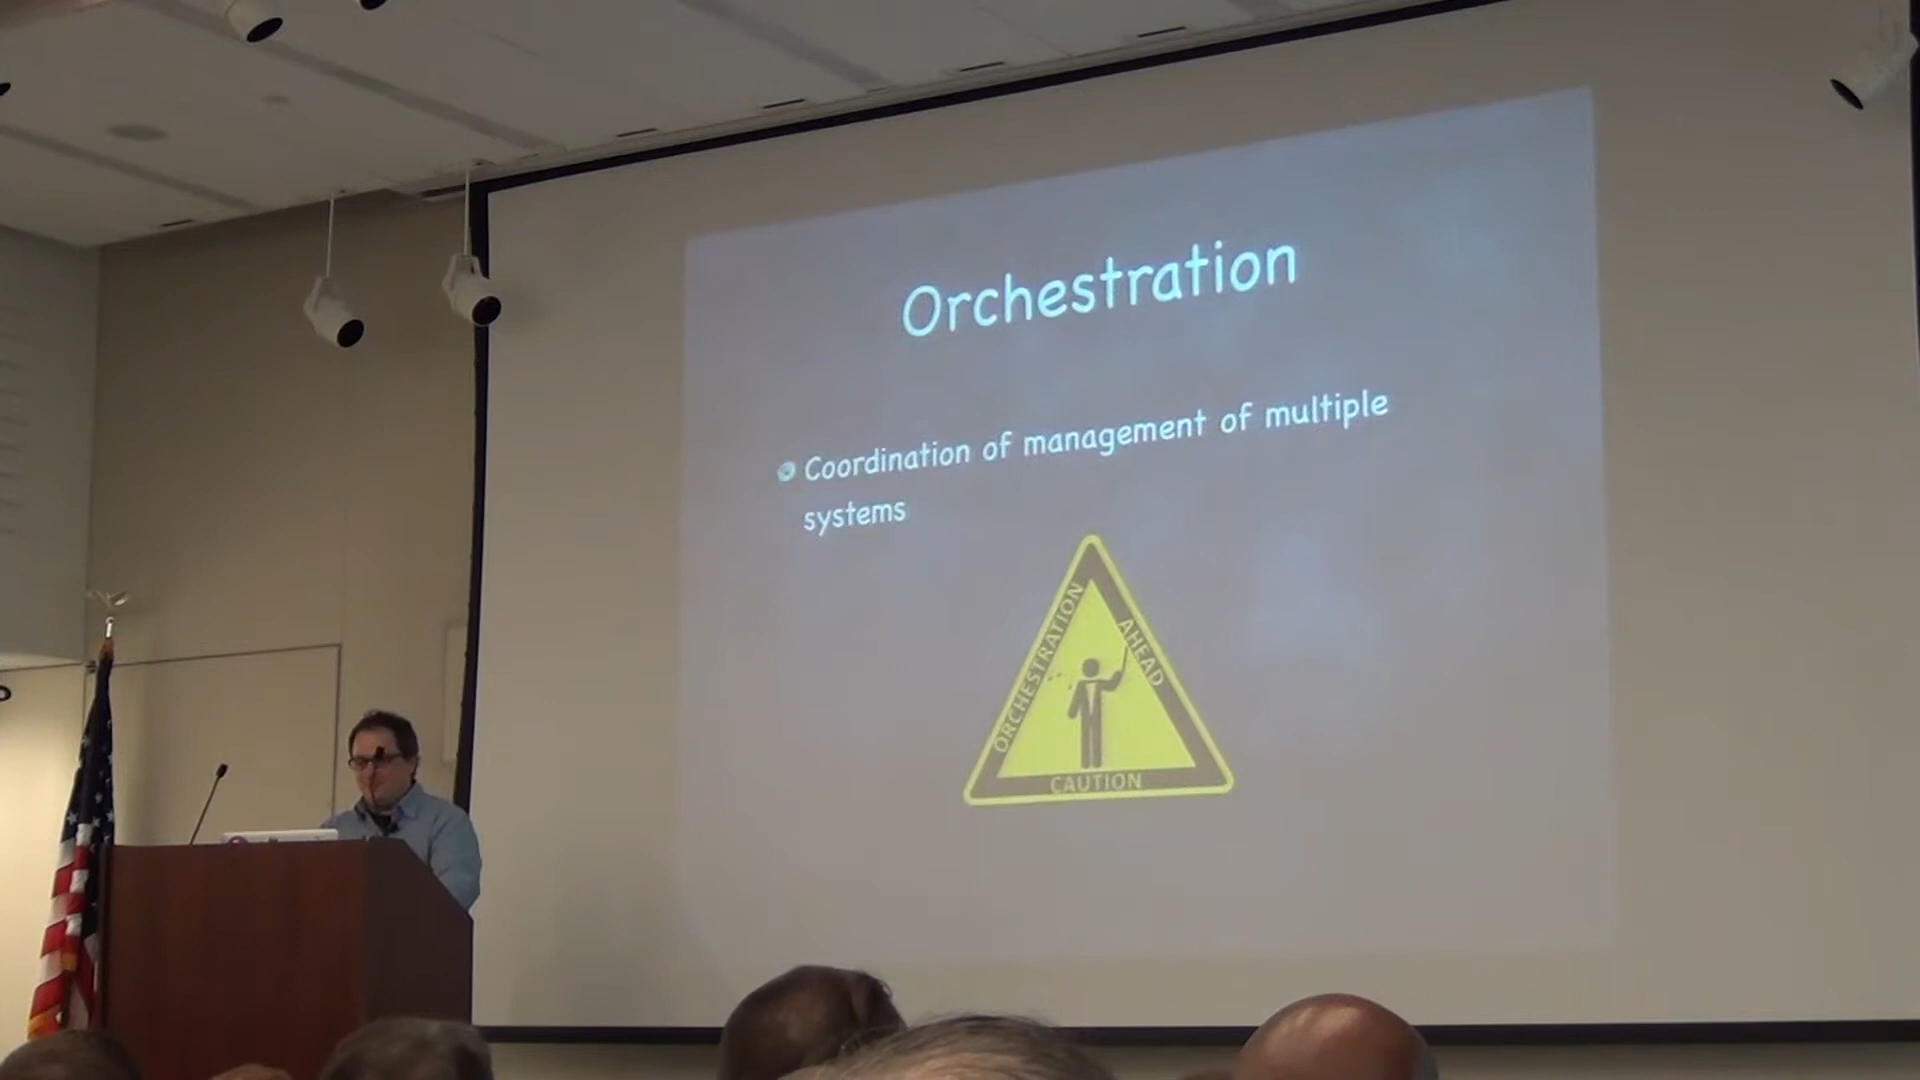 Orchestration
Coordination of management of multiple
systems
ORCHESTRATION
AHEAD
CAUTION